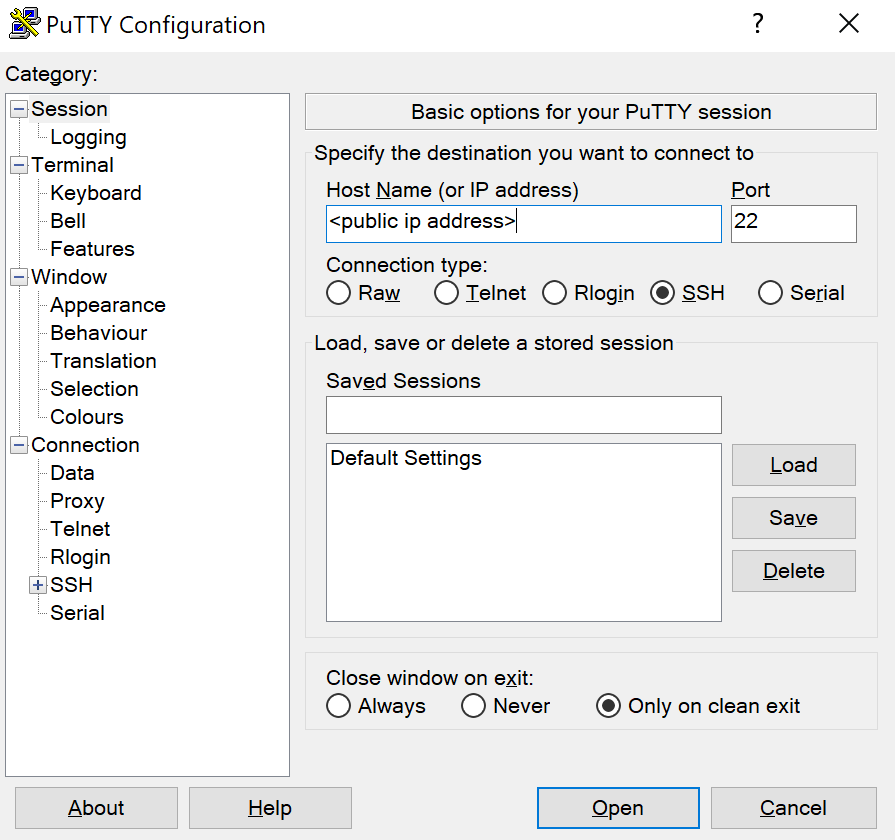 PuTTY Configuration
?
Category:
Session
Logging
Terminal
Keyboard
Bell
Features
Window
Appearance
Behaviour
Translation
Selection
Colours
Connection
Data
Proxy
Telnet
Rlogin
SSH
Serial
Basic options for your PuTTY session
Specify the destination you want to connect to
Host Name (or IP address) Port
<public ip address> 22
Connection type:
Raw Telnet Rlogin SSH Serial
Load, save or delete a stored session
Saved Sessions
Default Settings
Load
Save
Delete
Close window on exit:
Always Never Only on clean exit
About Help Open Cancel